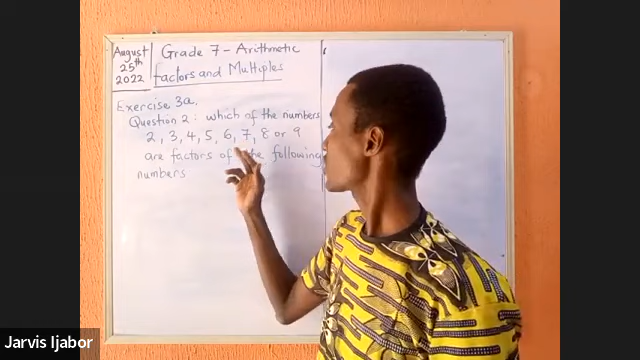 August
25th
2022
Grade 7 - Arithmetic
Factors and Multiples
Exercise 3a.
Question 2: which of the numbers
2, 3, 4, 5, 6, 7, 8 or 9
are factors of the following
numbers
Jarvis Ijabor